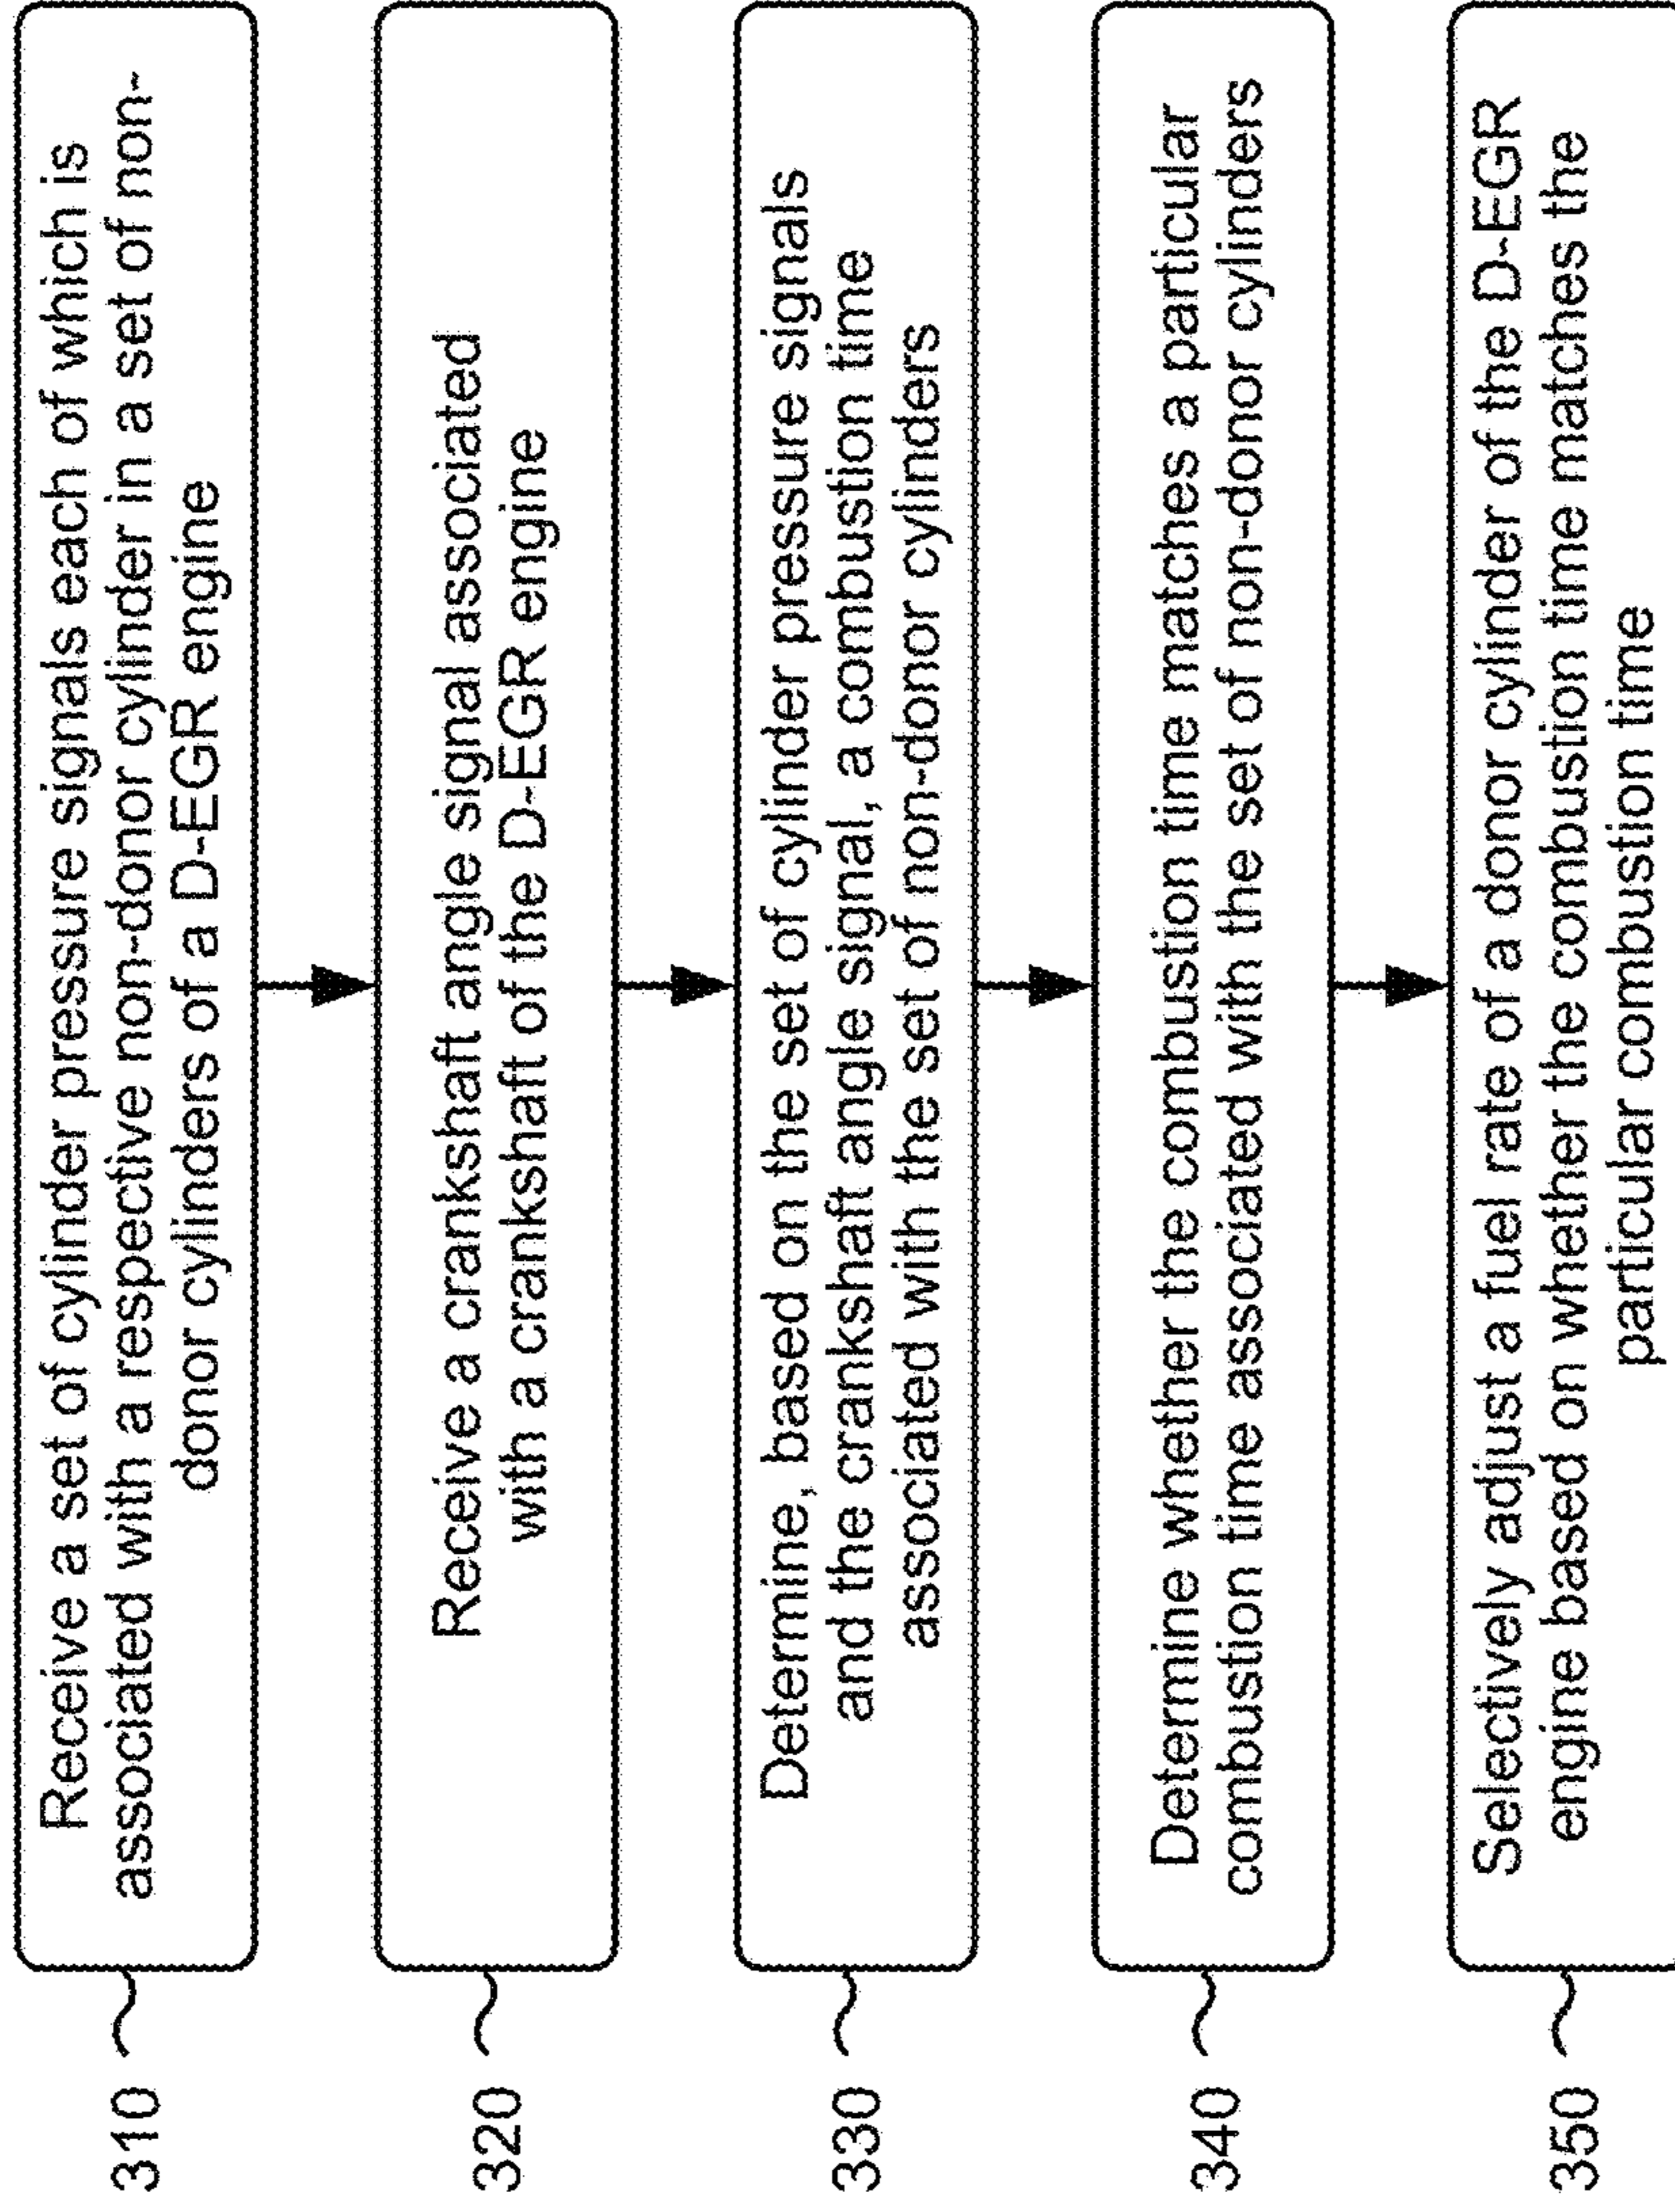 310
Receive a set of cylinder pressure signals each of which is
associated with a respective non-donor cylinder in a set of non-
donor cylinders of a D-EGR engine
320
Receive a crankshaft angle signal associated
with a crankshaft of the D-EGR engine
330
Determine, based on the set of cylinder pressure signals
and the crankshaft angle signal, a combustion time
associated with the set of non-donor cylinders
340
Determine whether the combustion time matches a particular
combustion time associated with the set of non-donor cylinders
350
Selectively adjust a fuel rate of a donor cylinder of the D-EGR
engine based on whether the combustion time matches the
particular combustion time